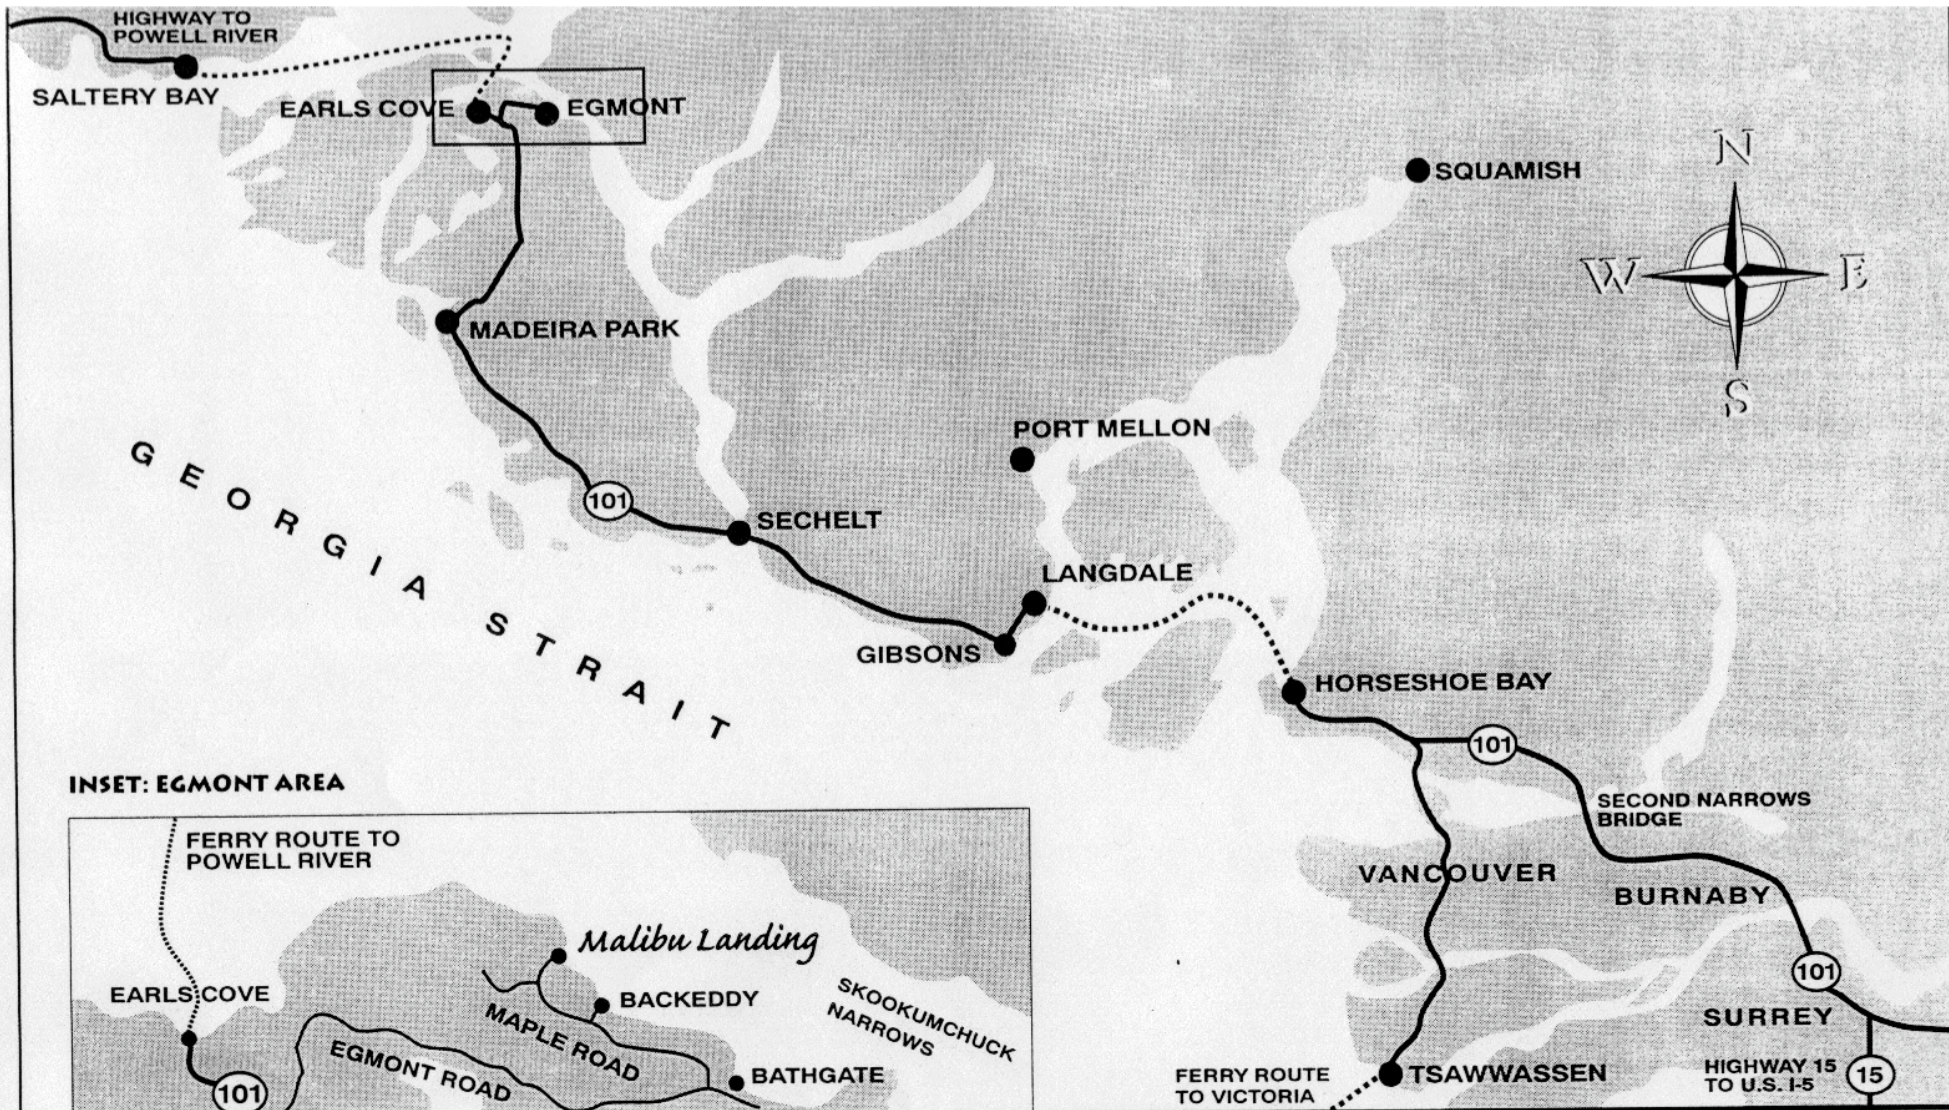 HIGHWAY TO
POWELL RIVER
SALTERY BAY
EARLS COVE
EGMONT
SQUAMISH
N
W
E
S
MADEIRA PARK
PORT MELLON
GEORGIA STRAIT
101
SECHELT
LANGDALE
GIBSONS
HORSESHOE BAY
101
INSET: EGMONT AREA
SECOND NARROWS
BRIDGE
FERRY ROUTE TO
POWELL RIVER
VANCOUVER
BURNABY
Malibu Landing
EARLS COVE
BACKEDDY
SKOOKUMCHUCK
NARROWS
MAPLE ROAD
EGMONT ROAD
101
BATHGATE
101
SURREY
FERRY ROUTE
TO VICTORIA
TSAWWASSEN
HIGHWAY 15
TO U.S. I-5
15